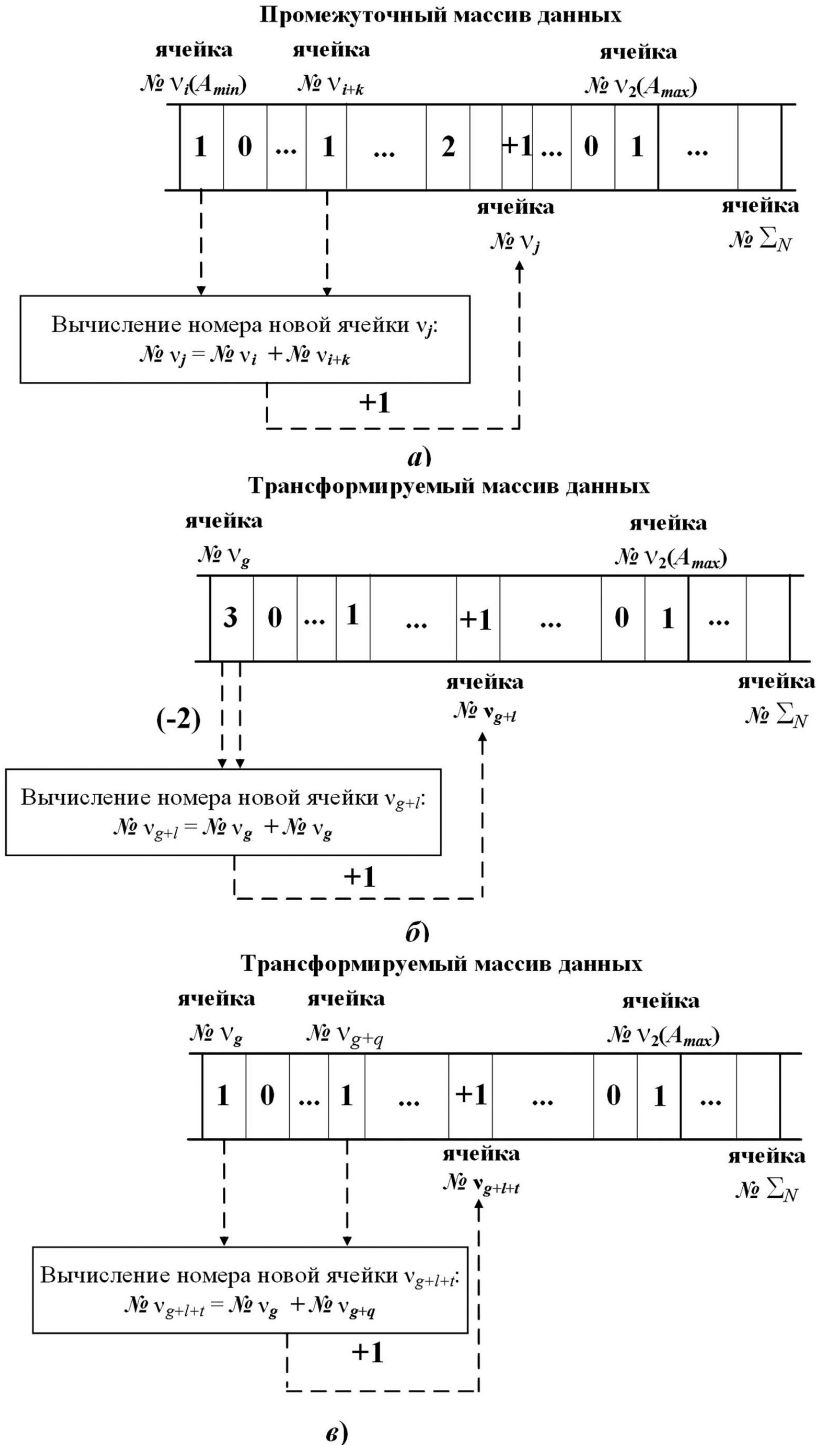 Промежуточный массив данных
ячейка ячейка ячейка
№ νi(Amin) № νi+k № ν2(Amax)
1 0 ... 1 ... 2 +1 ... 0 1 ...
ячейка ячейка
№ νj № ΣN
Вычисление номера новой ячейки νj:
№ νj = № νi + № νi+k
+1
а)
Трансформируемый массив данных
ячейка ячейка
№ νg № ν2(Amax)
3 0 ... 1 ... +1 ... 0 1 ...
ячейка ячейка
(-2) № νg+l № ΣN
Вычисление номера новой ячейки νg+l:
№ νg+l = № νg + № νg
+1
б)
Трансформируемый массив данных
ячейка ячейка ячейка
№ νg № νg+q № ν2(Amax)
1 0 ... 1 ... +1 ... 0 1 ...
ячейка ячейка
№ νg+l+t № ΣN
Вычисление номера новой ячейки νg+l+t:
№ νg+l+t = № νg + № νg+q
+1
в)